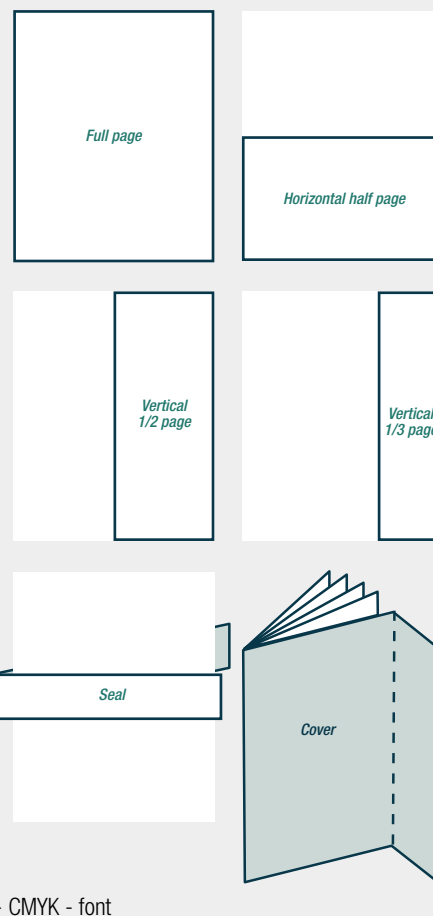 Full page
Horizontal half page
Vertical
1/2 page
Vertical
1/3 page
Seal
Cover
- CMYK - font